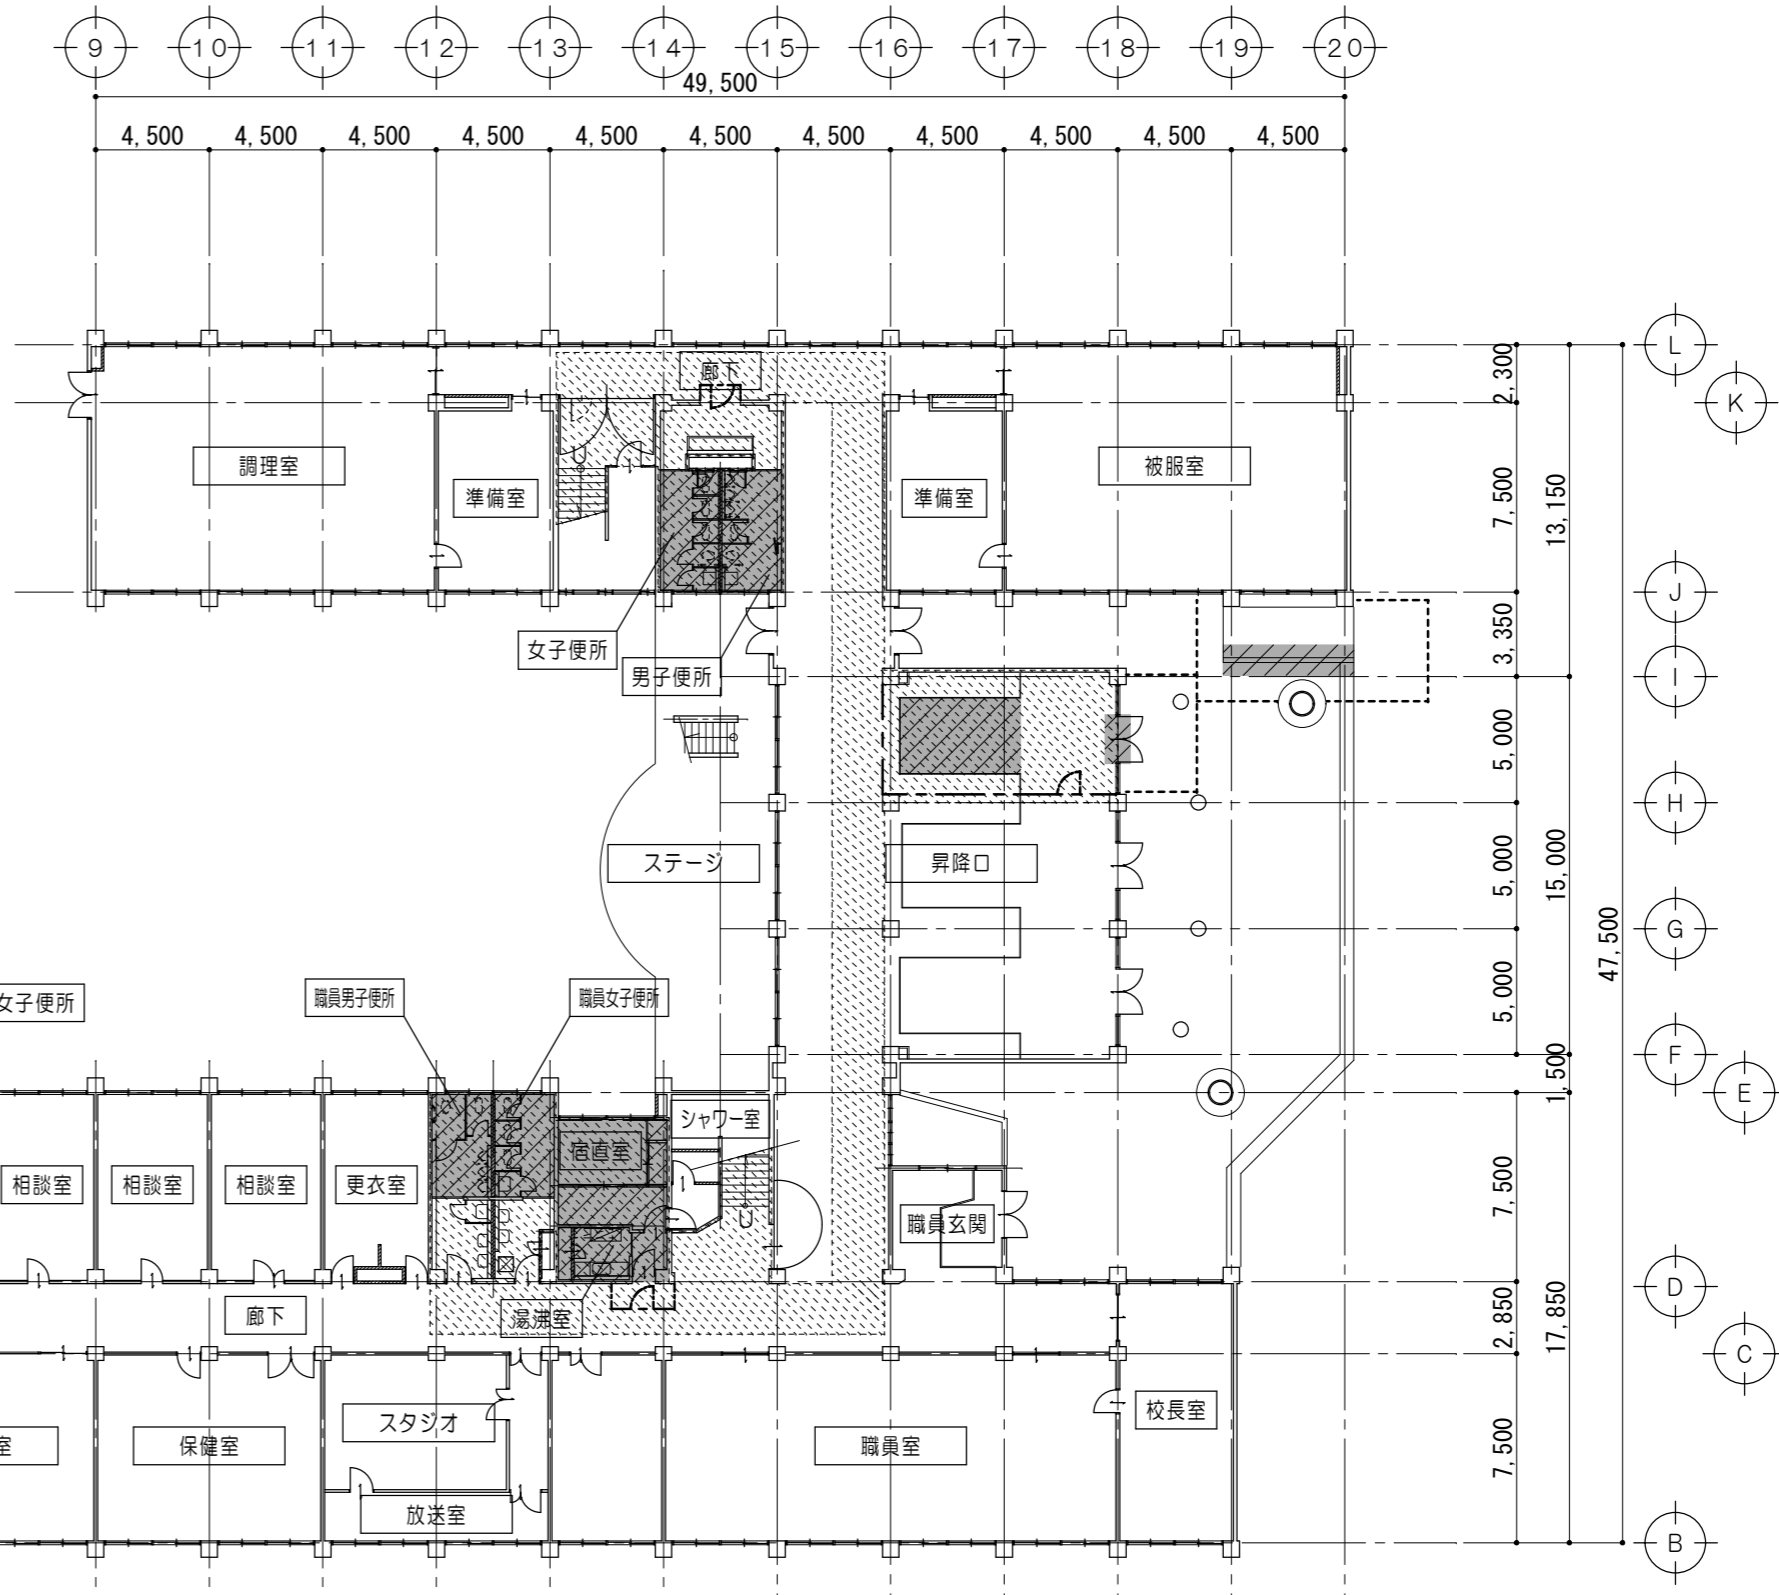 9 10 11 12 13 14 15 16 17 18 19 20
49,500
4,500 4,500 4,500 4,500 4,500 4,500 4,500 4,500 4,500 4,500 4,500
L
2,300
廊下
K
調理室
被服室
準備室
準備室
7,500
13,150
J
女子便所
3,350
男子便所
I
5,000
H
ステージ
昇降口
5,000
15,000
G
47,500
女子便所
職員男子便所
職員女子便所
5,000
F
1,500
E
シャワー室
宿直室
相談室
相談室
相談室
更衣室
7,500
職員玄関
D
廊下
湯沸室
2,850
17,850
C
校長室
スタジオ
室
保健室
職員室
7,500
放送室
B